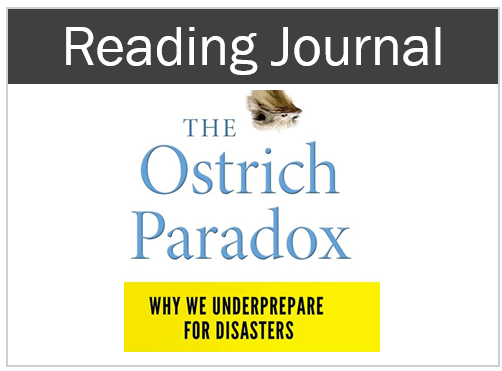 Reading Journal
THE
Ostrich
Paradox
WHY WE UNDERPREPARE
FOR DISASTERS